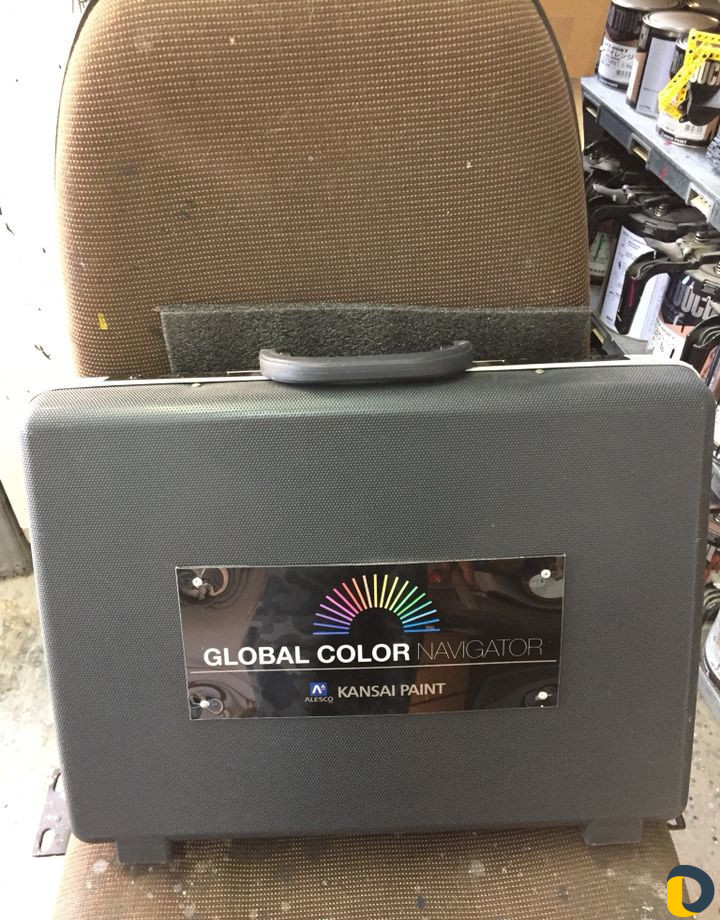 GLOBAL COLOR NAVIGATOR
ALESCO KANSAI PAINT